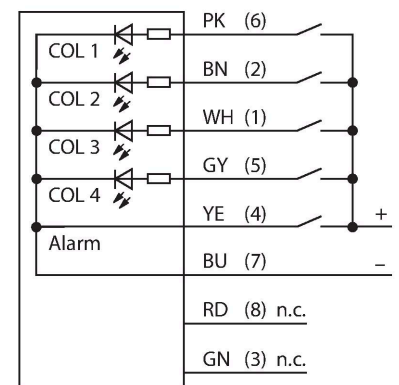 PK (6)
COL 1
BN (2)
COL 2
WH (1)
COL 3
GY (5)
COL 4
YE (4) +
Alarm
BU (7) –
RD (8) n.c.
GN (3) n.c.